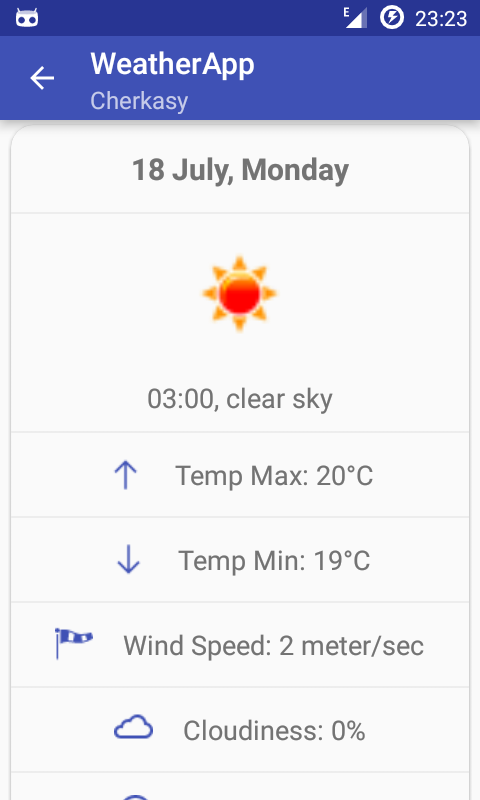 E 23:23
WeatherApp
Cherkasy
18 July, Monday
03:00, clear sky
Temp Max: 20°C
Temp Min: 19°C
Wind Speed: 2 meter/sec
Cloudiness: 0%